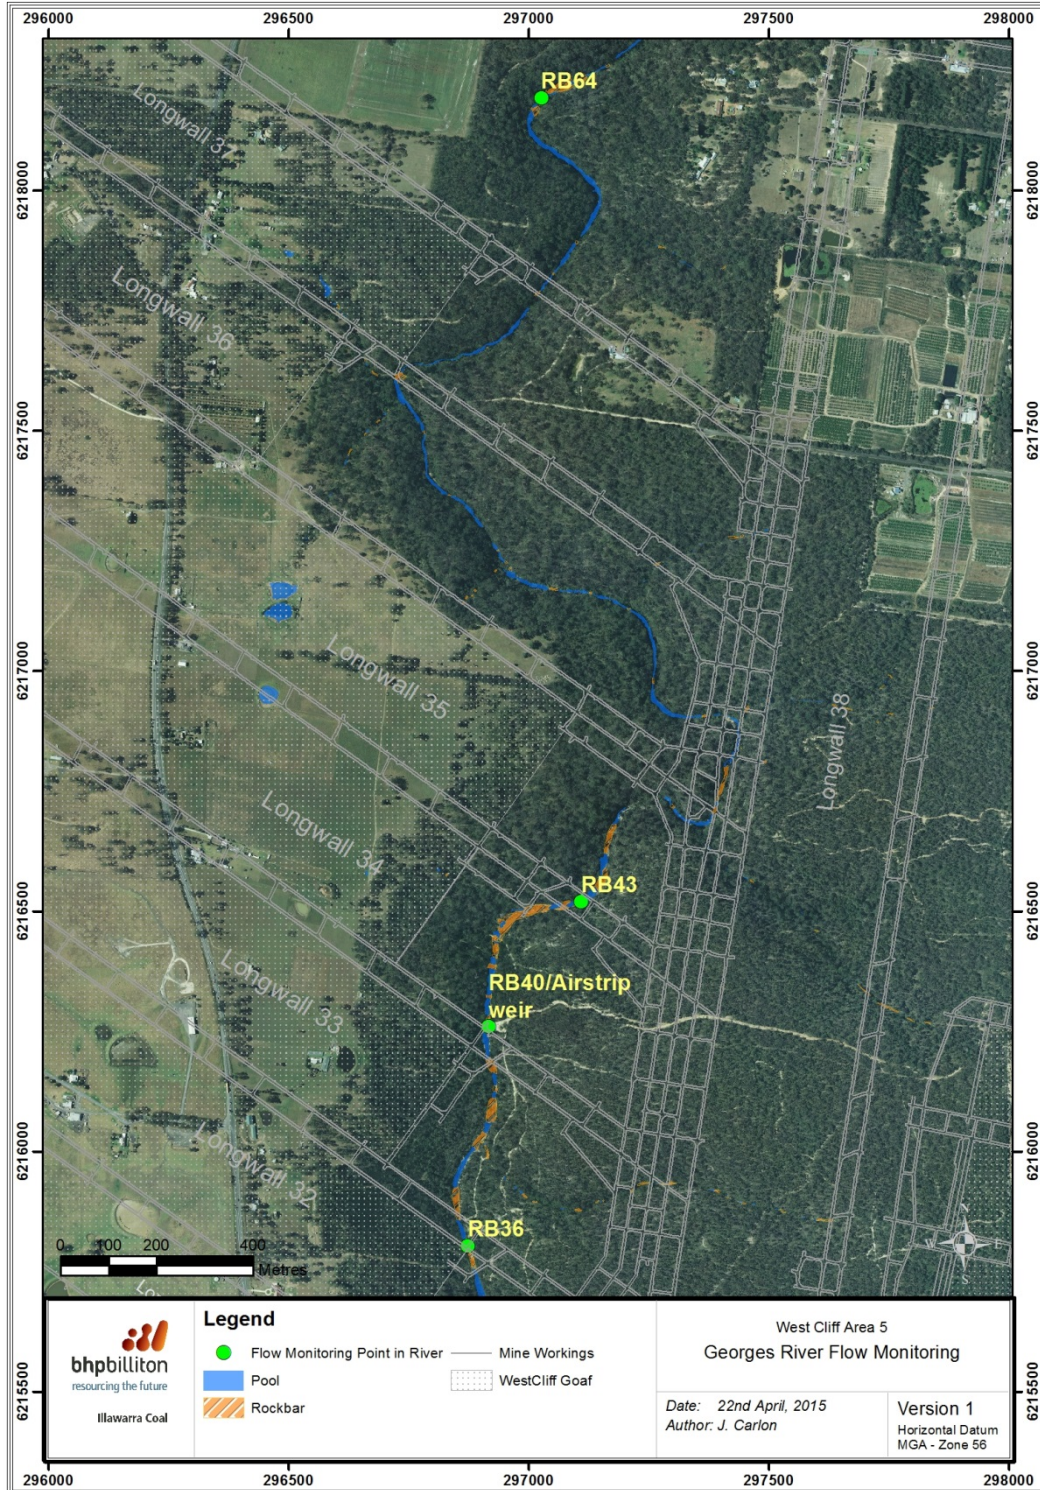 296000 296500 297000 297500 298000
RB64
Longwall 37
6218000 6218000
Longwall 36
6217500 6217500
6217000 6217000
Longwall 35
Longwall 38
Longwall 34
RB43
6216500 6216500
RB40/Airstrip
weir
Longwall 33
6216000 6216000
Longwall 32
RB36
0 100 200 400
Metres
N
W E
S
Legend
bhpbilliton
resourcing the future
Illawarra Coal
Flow Monitoring Point in River
Mine Workings
Pool
WestCliff Goaf
Rockbar
West Cliff Area 5
Georges River Flow Monitoring
Date: 22nd April, 2015
Author: J. Carlon
Version 1
Horizontal Datum
MGA - Zone 56
6215500 6215500
296000 296500 297000 297500 298000